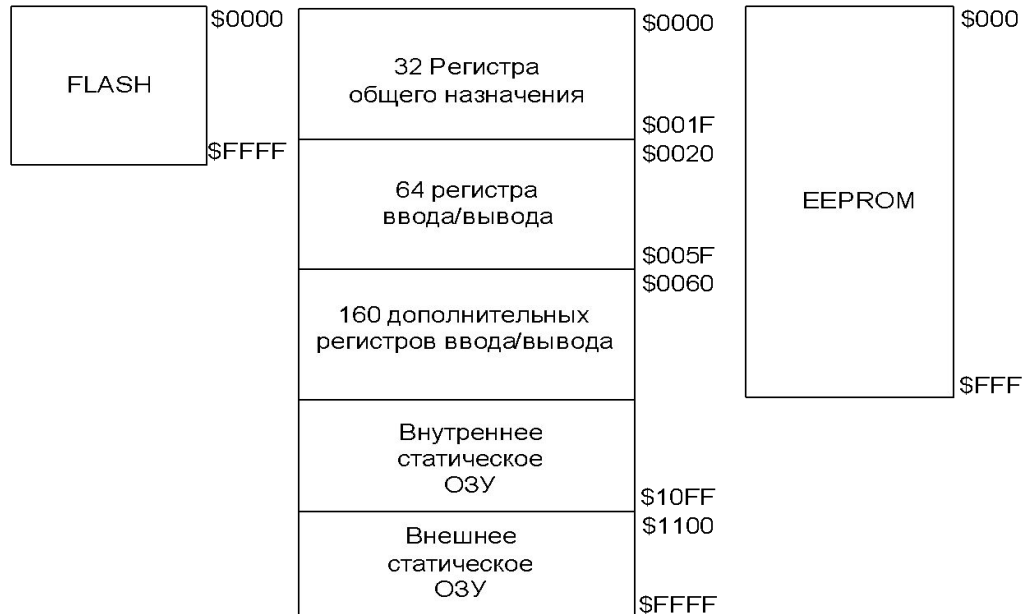 FLASH
$0000
$FFFF
32 Регистра
общего назначения
$0000
$001F
64 регистра
ввода/вывода
$0020
$005F
160 дополнительных
регистров ввода/вывода
$0060
Внутреннее
статическое
ОЗУ
$10FF
Внешнее
статическое
ОЗУ
$1100
$FFFF
EEPROM
$000
$FFF